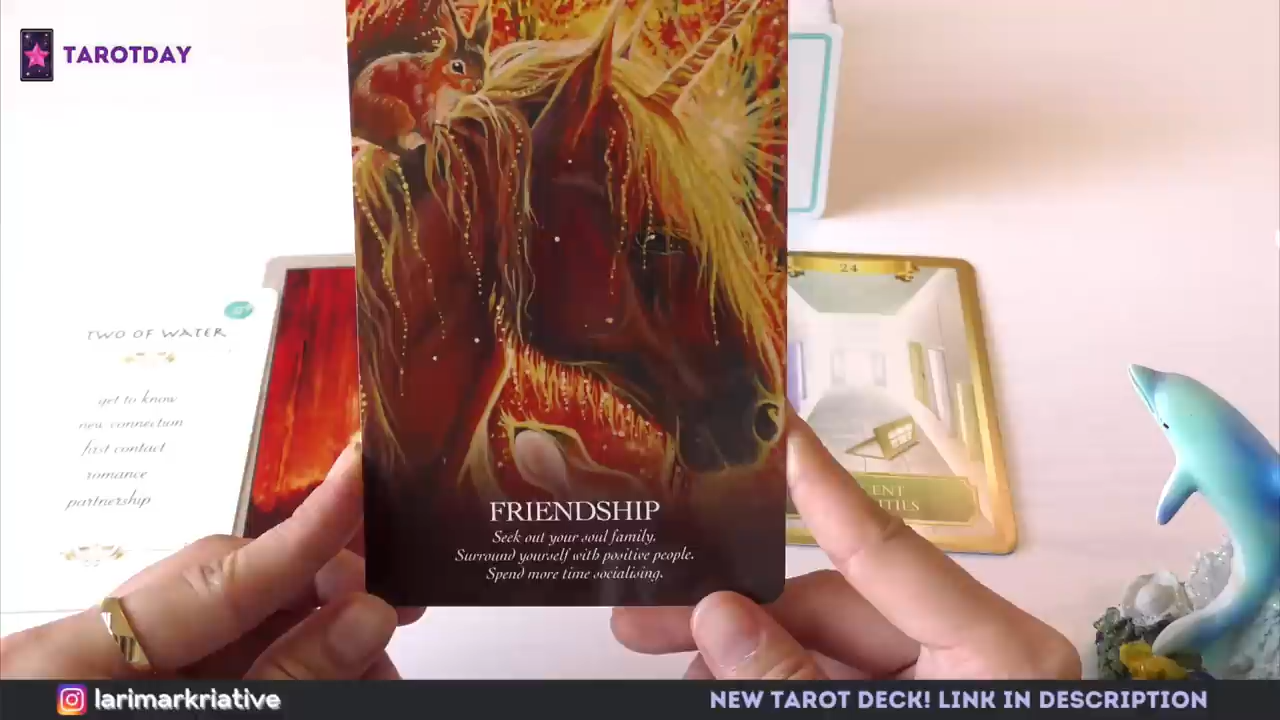 TAROTDAY
24
TWO OF WATER
get to know
new connection
fast contact
romance
partnership
FRIENDSHIP
Seek out your soul family.
Surround yourself with positive people.
Spend more time socialising.
larimarkriative
NEW TAROT DECK! LINK IN DESCRIPTION